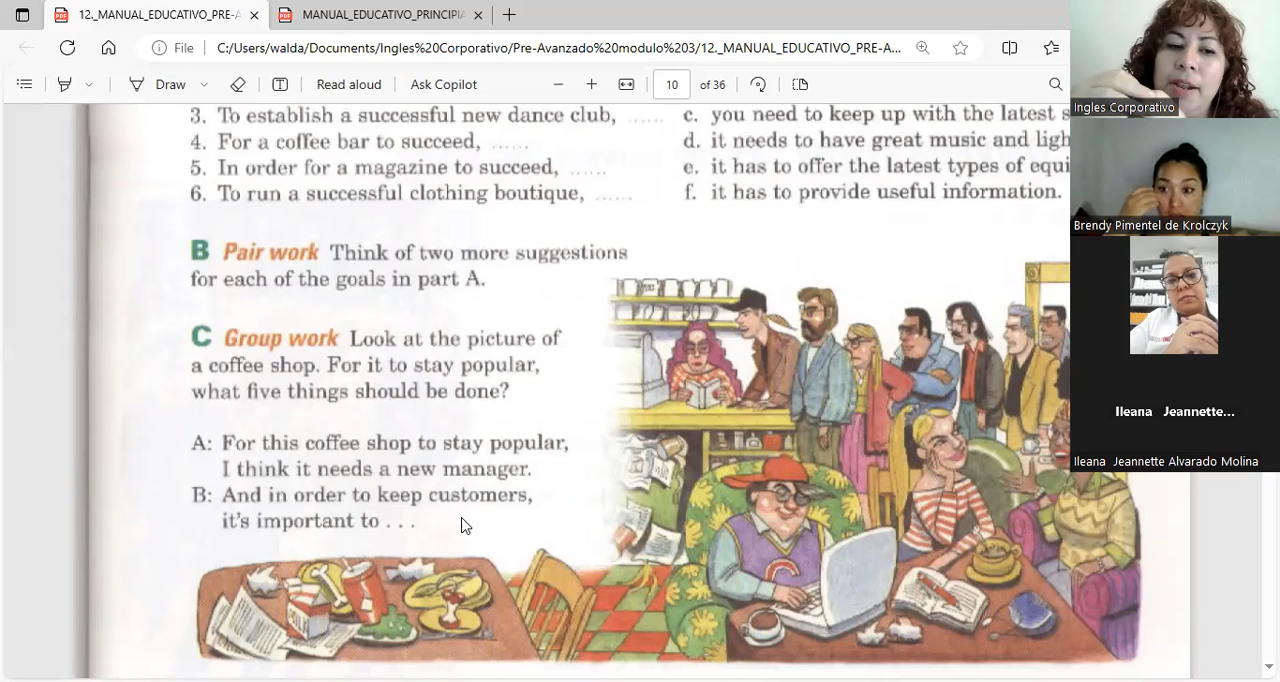 12._MANUAL_EDUCATIVO_PRE-A
MANUAL_EDUCATIVO_PRINCIPIA
File
C:/Users/walda/Documents/Ingles%20Corporativo/Pre-Avanzado%20modulo%203/12._MANUAL_EDUCATIVO_PRE-A...
Draw
Read aloud
Ask Copilot
10 of 36
3. To establish a successful new dance club, ......
4. For a coffee bar to succeed, ......
5. In order for a magazine to succeed, ......
6. To run a successful clothing boutique, ......
c. you need to keep up with the latest s
d. it needs to have great music and ligh
e. it has to offer the latest types of equi
f. it has to provide useful information.
B Pair work Think of two more suggestions
for each of the goals in part A.
C Group work Look at the picture of
a coffee shop. For it to stay popular,
what five things should be done?
A: For this coffee shop to stay popular,
I think it needs a new manager.
B: And in order to keep customers,
it's important to . . .
Ingles Corporativo
Brendy Pimentel de Krolczyk
Ileana Jeannette...
Ileana Jeannette Alvarado Molina